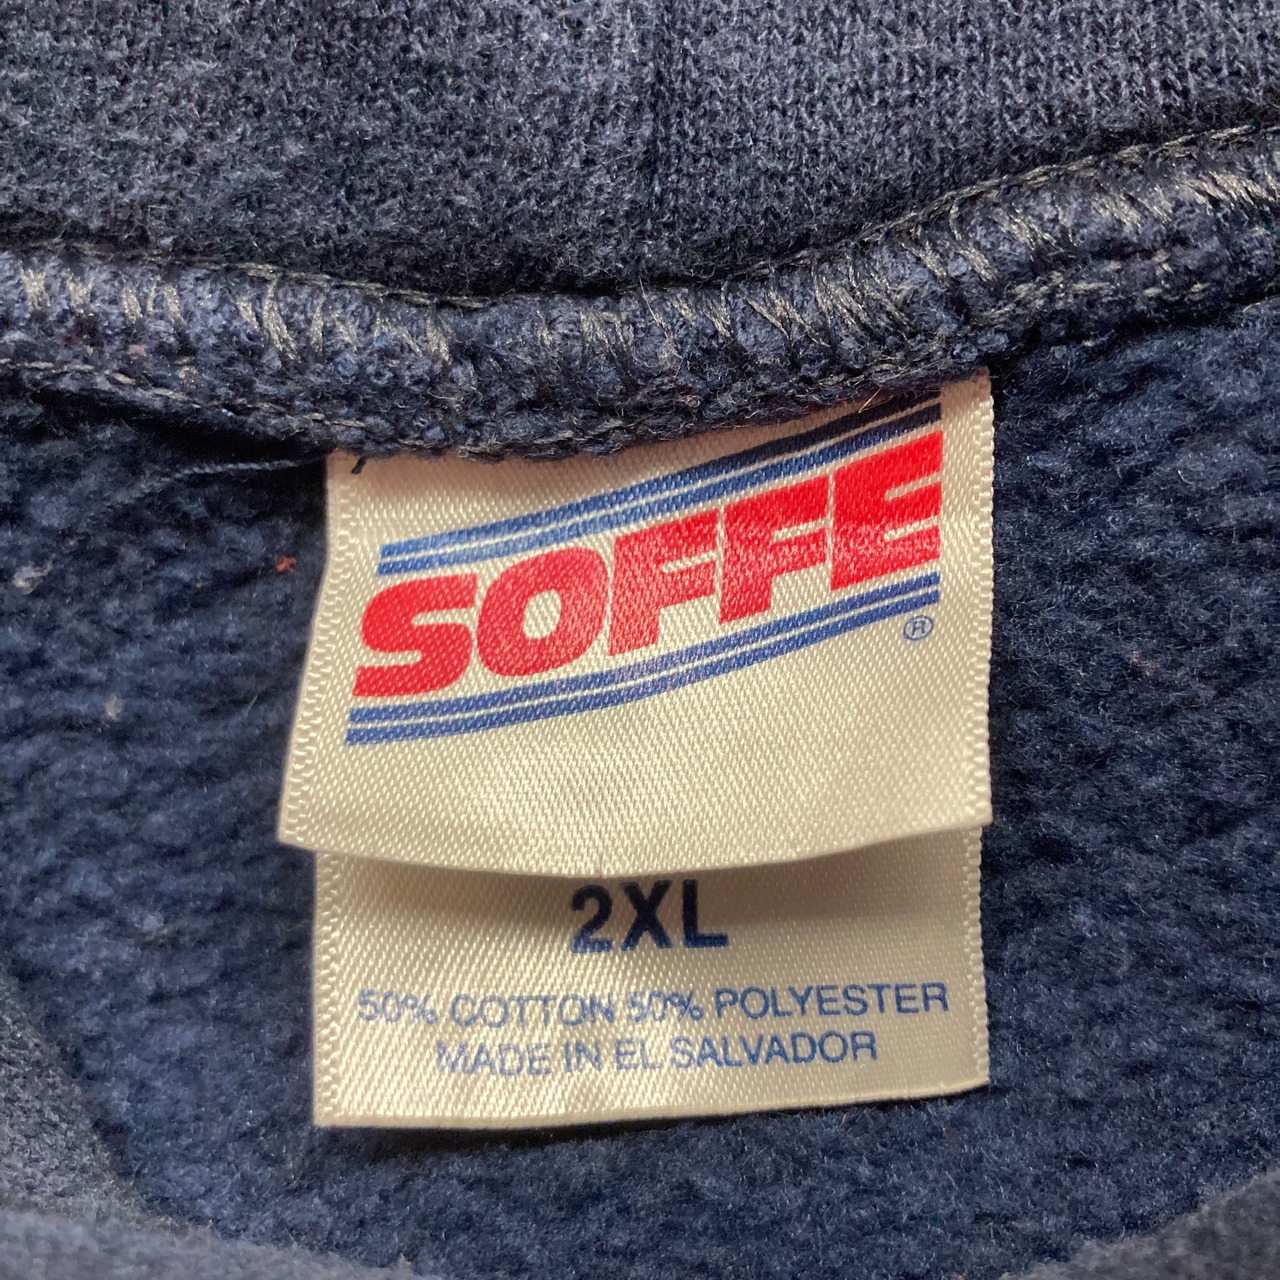 SOFFE
®
2XL
50% COTTON 50% POLYESTER
MADE IN EL SALVADOR